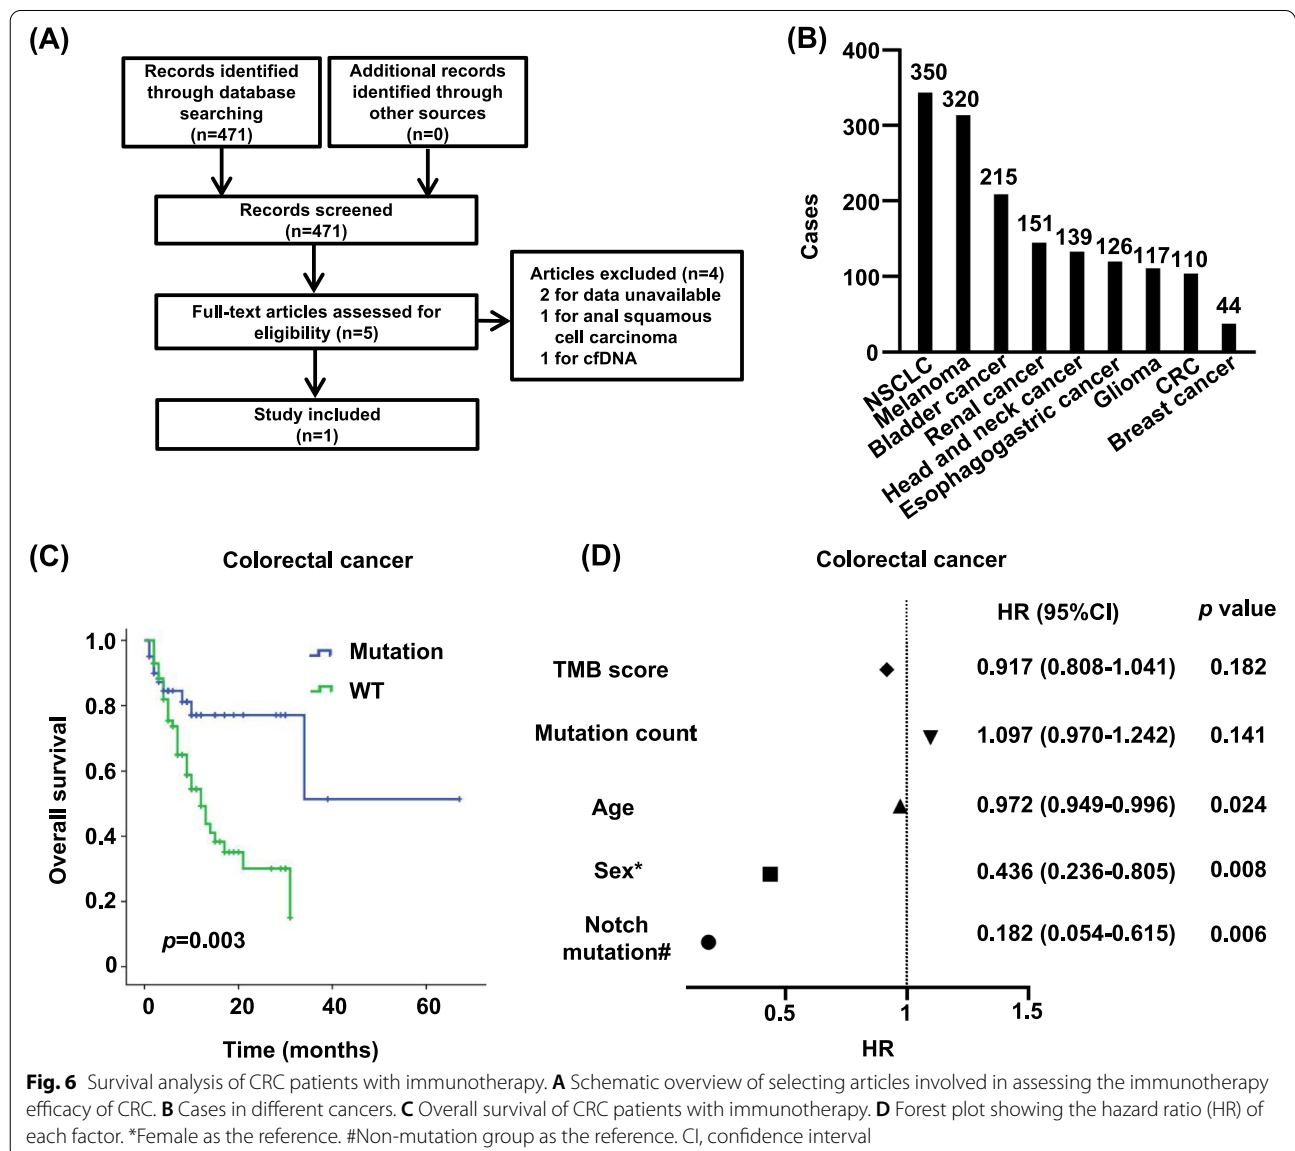 (A)
Records identified
through database
searching
(n=471)
Additional records
identified through
other sources
(n=0)
Records screened
(n=471)
Full-text articles assessed for
eligibility (n=5)
Articles excluded (n=4)
2 for data unavailable
1 for anal squamous
cell carcinoma
1 for cfDNA
Study included
(n=1)
(B)
Cases
400
300
200
100
0
350
320
215
151
139
126
117
110
44
NSCLC
Melanoma
Bladder cancer
Renal cancer
Head and neck cancer
Esophagogastric cancer
Glioma
CRC
Breast cancer
(C)
Colorectal cancer
Overall survival
1.0
0.8
0.6
0.4
0.2
0
Mutation
WT
p=0.003
0 20 40 60
Time (months)
(D)
Colorectal cancer
HR (95%CI) p value
TMB score 0.917 (0.808-1.041) 0.182
Mutation count 1.097 (0.970-1.242) 0.141
Age 0.972 (0.949-0.996) 0.024
Sex* 0.436 (0.236-0.805) 0.008
Notch
mutation# 0.182 (0.054-0.615) 0.006
0.5 1 1.5
HR
Fig. 6 Survival analysis of CRC patients with immunotherapy. A Schematic overview of selecting articles involved in assessing the immunotherapy
efficacy of CRC. B Cases in different cancers. C Overall survival of CRC patients with immunotherapy. D Forest plot showing the hazard ratio (HR) of
each factor. *Female as the reference. #Non-mutation group as the reference. CI, confidence interval